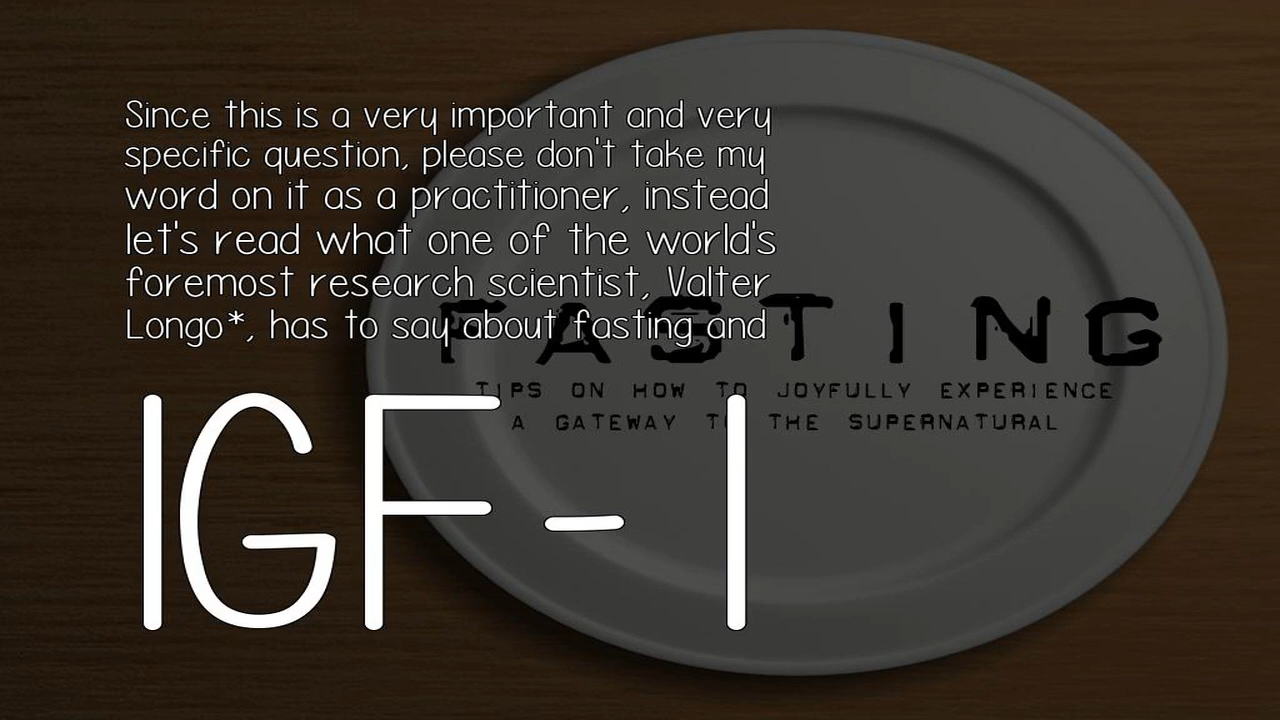 Since this is a very important and very
specific question, please don't take my
word on it as a practitioner, instead
let's read what one of the world's
foremost research scientist, Valter
Longo*, has to say about fasting and
IGF - 1
FASTING
TIPS ON HOW TO JOYFULLY EXPERIENCE
A GATEWAY TO THE SUPERNATURAL